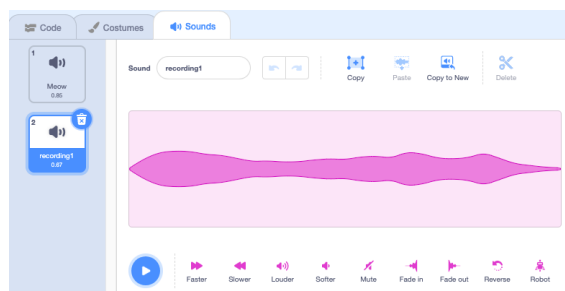 Code Costumes Sounds
1
Meow
0.85
2
recording1
0.87
Sound recording1
Copy Paste Copy to New Delete
Faster Slower Louder Softer Mute Fade in Fade out Reverse Robot